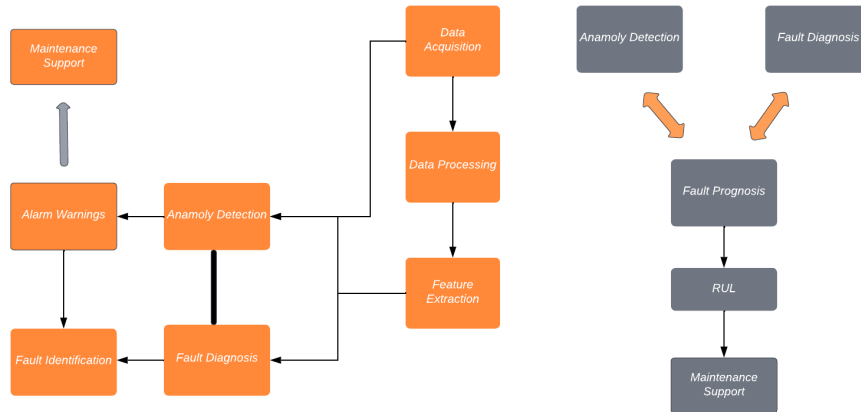 Maintenance
Support
Data
Acquisition
Anamoly Detection
Fault Diagnosis
Data Processing
Alarm Warnings
Anamoly Detection
Fault Prognosis
Feature
Extraction
RUL
Fault Identification
Fault Diagnosis
Maintenance
Support